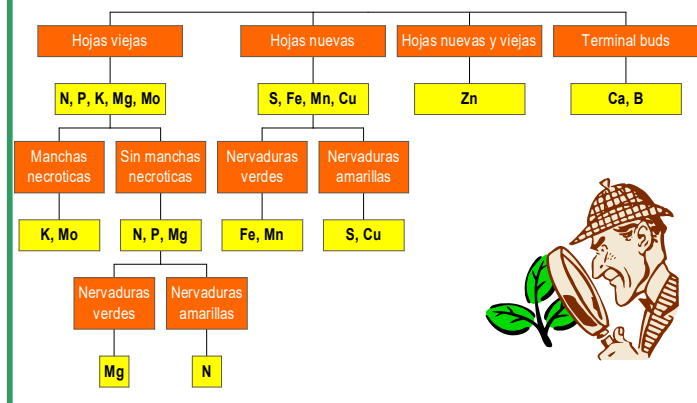 Hojas viejas
Hojas nuevas
Hojas nuevas y viejas
Terminal buds
N, P, K, Mg, Mo
S, Fe, Mn, Cu
Zn
Ca, B
Manchas
necroticas
Sin manchas
necroticas
Nervaduras
verdes
Nervaduras
amarillas
K, Mo
N, P, Mg
Fe, Mn
S, Cu
Nervaduras
verdes
Nervaduras
amarillas
Mg
N